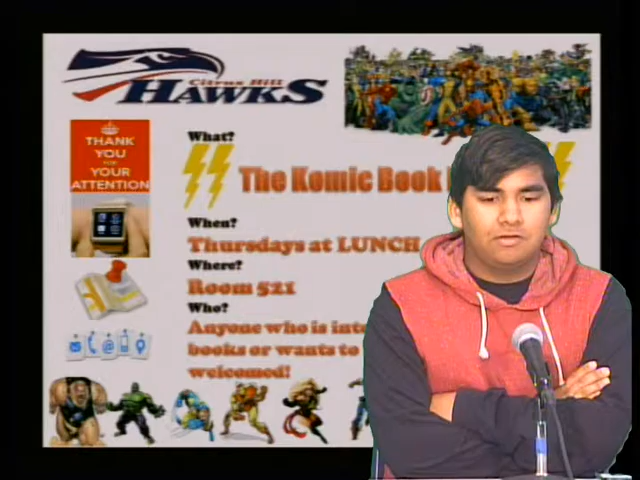 Citrus Hill
HAWKS
THANK
YOU
FOR
YOUR
ATTENTION
What?
The Komic Book
When?
Thursdays at LUNCH
Where?
Room 521
Who?
Anyone who is
books or wants to
welcomed!